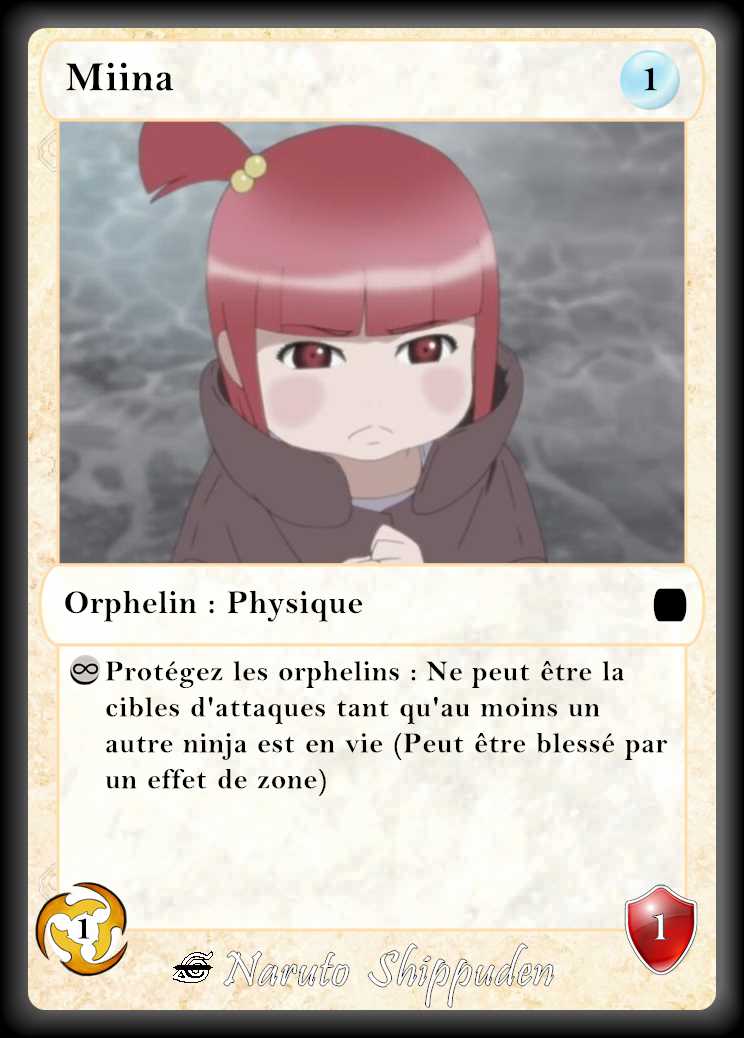 Miina
1
Orphelin : Physique
∞ Protégez les orphelins : Ne peut être la
cibles d'attaques tant qu'au moins un
autre ninja est en vie (Peut être blessé par
un effet de zone)
1
1
Naruto Shippuden